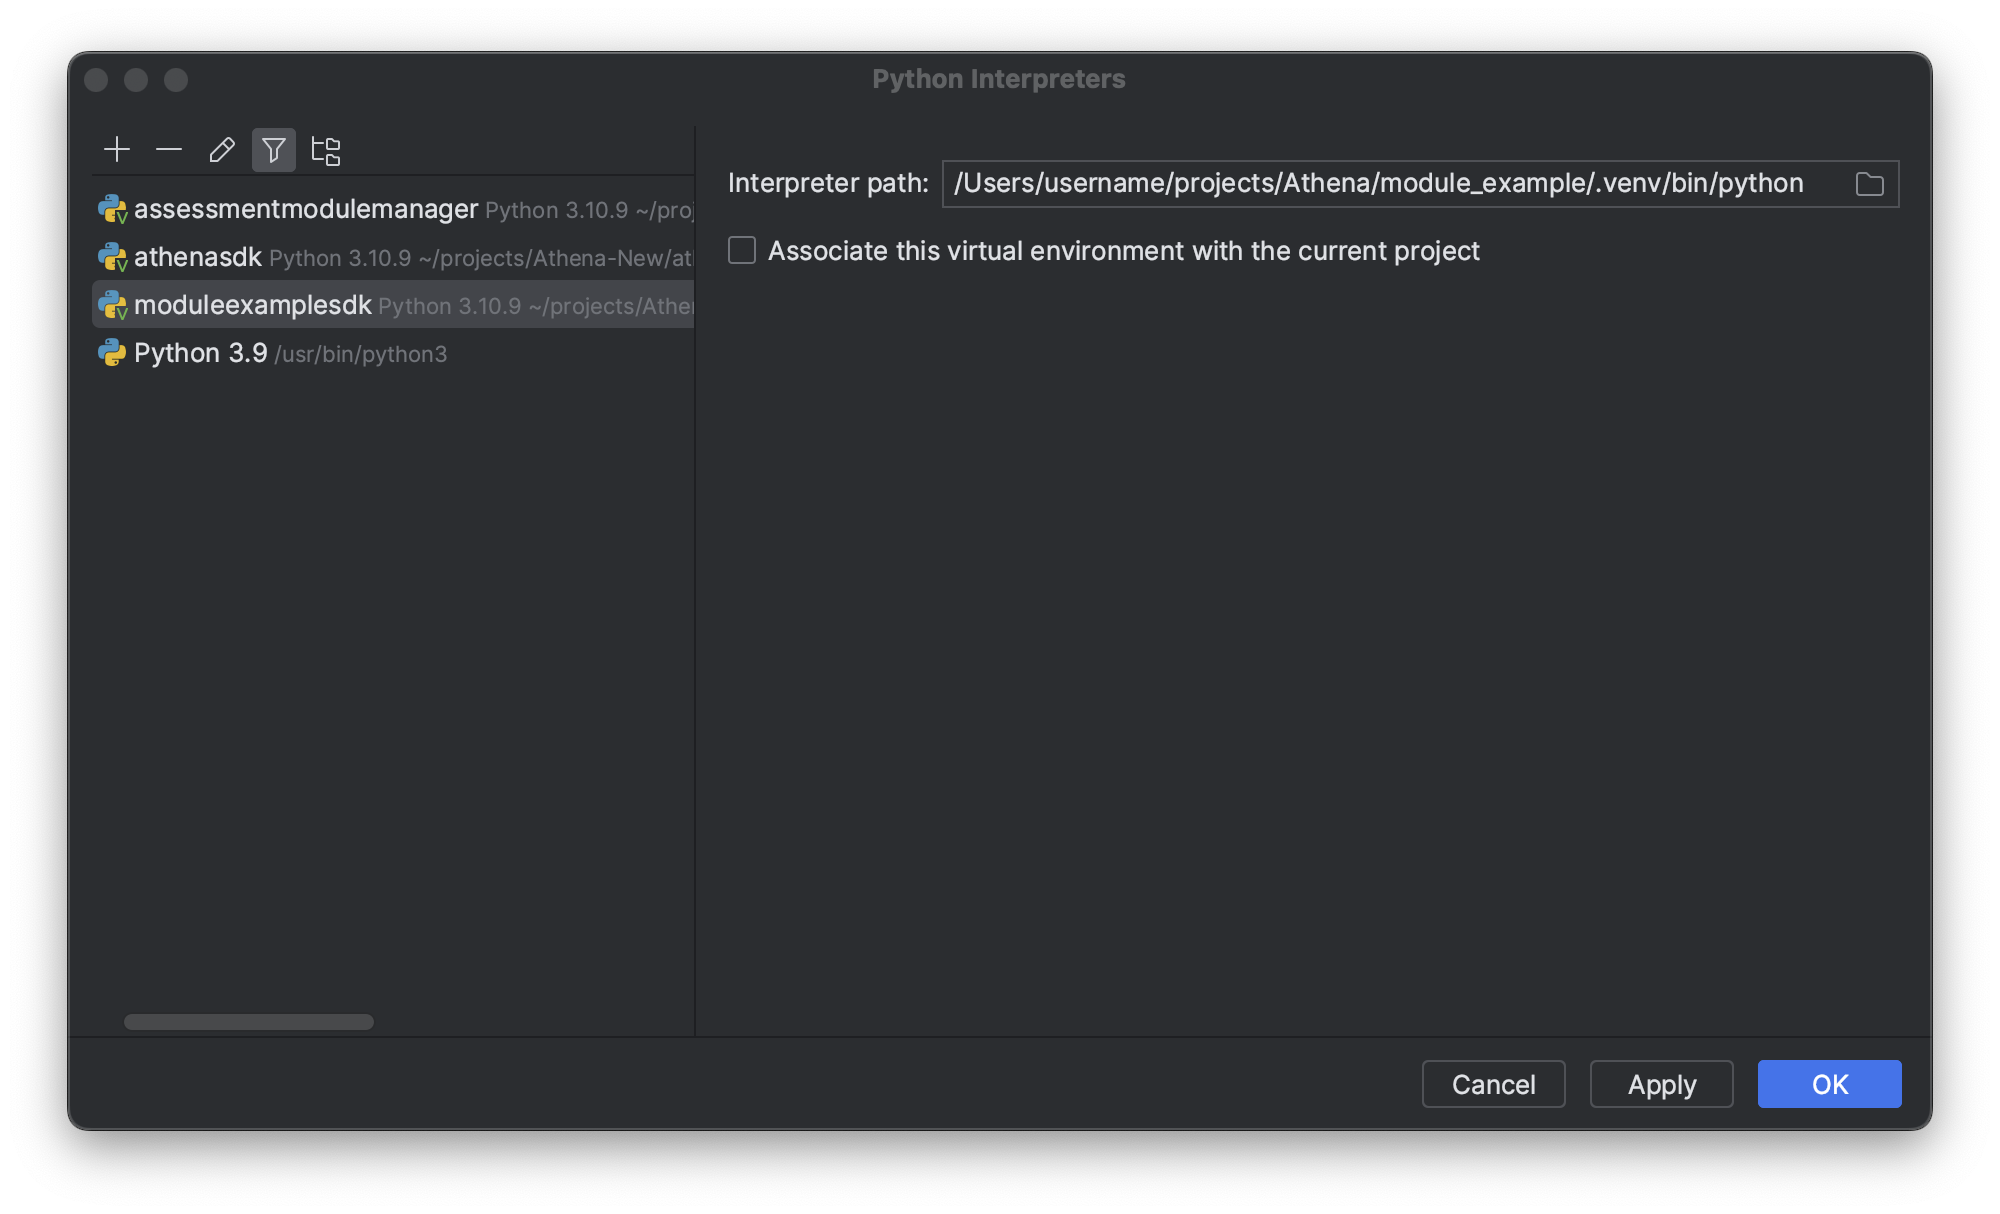 Python Interpreters
assessmentmodulemanager Python 3.10.9 ~/proj
athenasdk Python 3.10.9 ~/projects/Athena-New/at
moduleexamplesdk Python 3.10.9 ~/projects/Athen
Python 3.9 /usr/bin/python3
Interpreter path: /Users/username/projects/Athena/module_example/.venv/bin/python
Associate this virtual environment with the current project
Cancel
Apply
OK